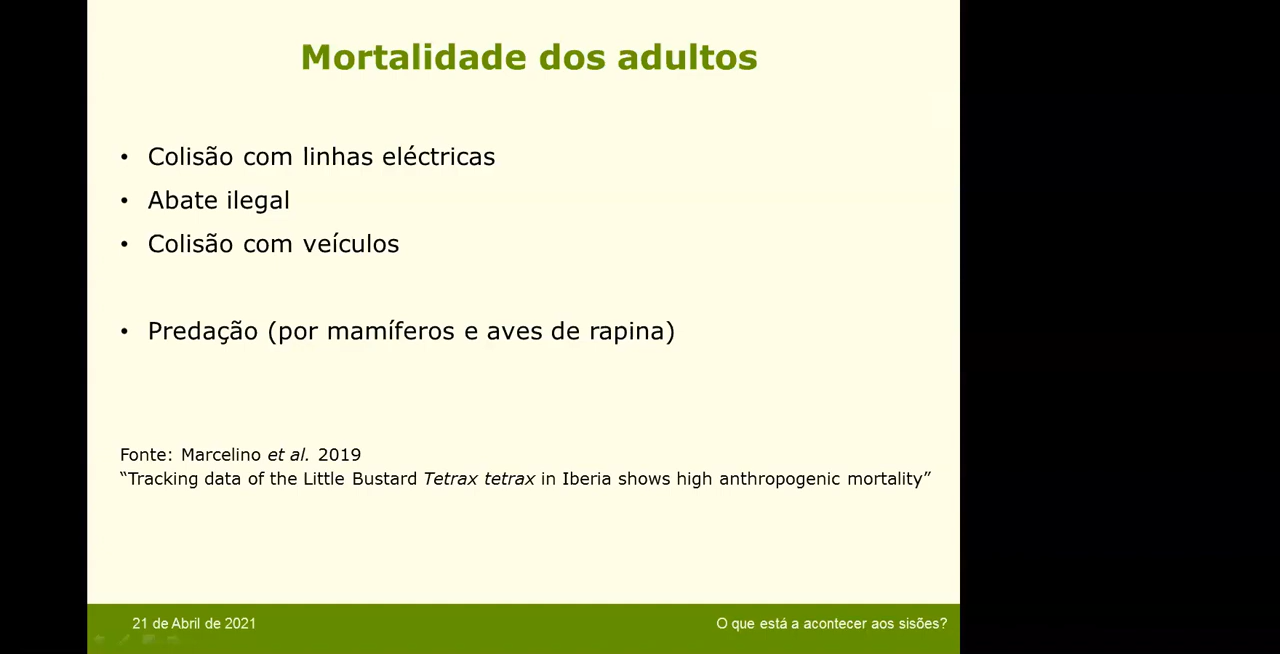 Mortalidade dos adultos
• Colisão com linhas eléctricas
• Abate ilegal
• Colisão com veículos
• Predação (por mamíferos e aves de rapina)
Fonte: Marcelino et al. 2019
“Tracking data of the Little Bustard Tetrax tetrax in Iberia shows high anthropogenic mortality”
21 de Abril de 2021
O que está a acontecer aos sisões?